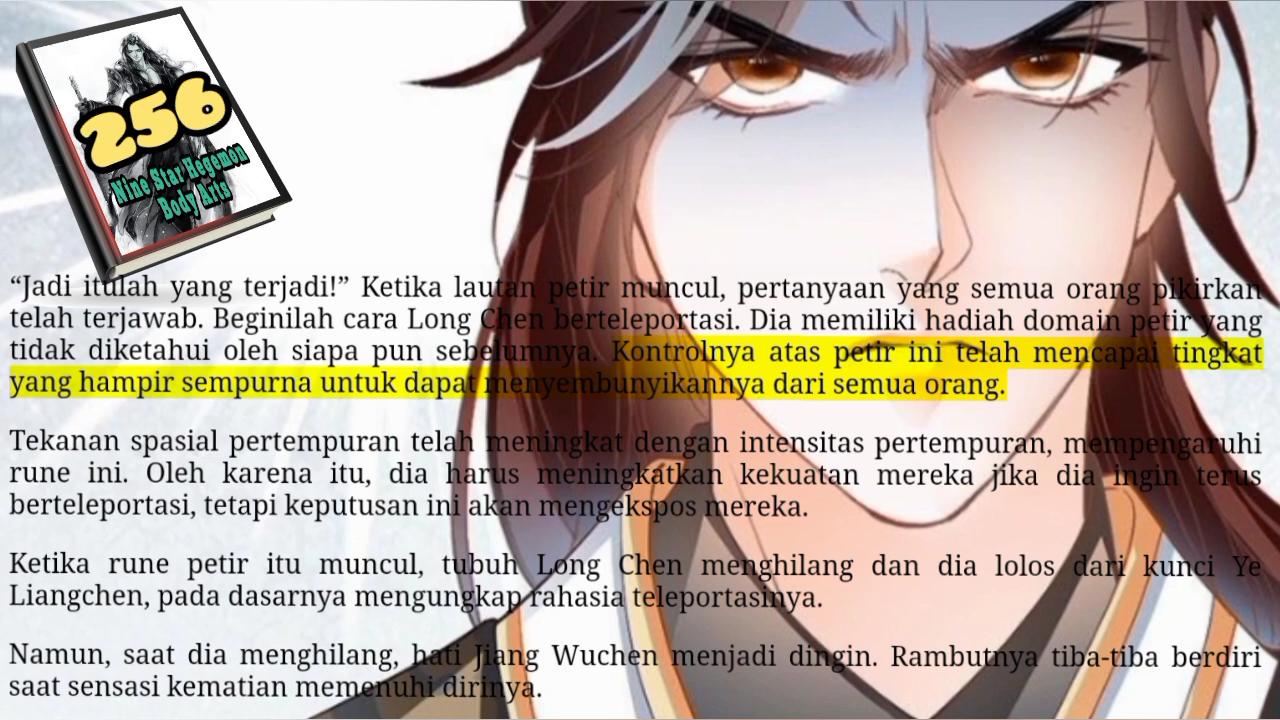 256
Nine Star Hegemon
Body Arts
“Jadi itulah yang terjadi!” Ketika lautan petir muncul, pertanyaan yang semua orang pikirkan
telah terjawab. Beginilah cara Long Chen berteleportasi. Dia memiliki hadiah domain petir yang
tidak diketahui oleh siapa pun sebelumnya. Kontrolnya atas petir ini telah mencapai tingkat
yang hampir sempurna untuk dapat menyembunyikannya dari semua orang.
Tekanan spasial pertempuran telah meningkat dengan intensitas pertempuran, mempengaruhi
rune ini. Oleh karena itu, dia harus meningkatkan kekuatan mereka jika dia ingin terus
berteleportasi, tetapi keputusan ini akan mengekspos mereka.
Ketika rune petir itu muncul, tubuh Long Chen menghilang dan dia lolos dari kunci Ye
Liangchen, pada dasarnya mengungkap rahasia teleportasinya.
Namun, saat dia menghilang, hati Jiang Wuchen menjadi dingin. Rambutnya tiba-tiba berdiri
saat sensasi kematian memenuhi dirinya.